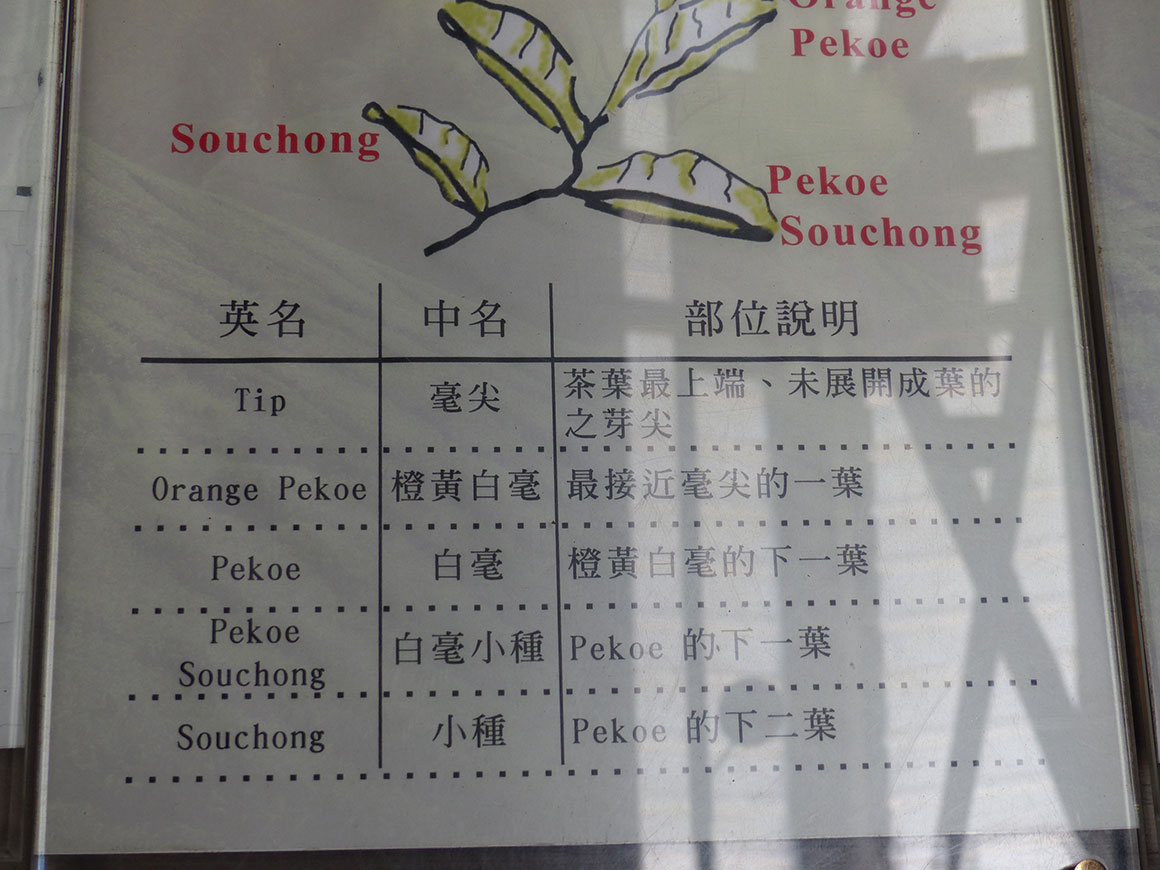 Orange
Pekoe
Souchong
Pekoe
Souchong
英名 中名 部位說明
Tip 毫尖 茶葉最上端、未展開成葉的
之芽尖
Orange Pekoe 橙黃白毫 最接近毫尖的一葉
Pekoe 白毫 橙黃白毫的下一葉
Pekoe
Souchong 白毫小種 Pekoe 的下一葉
Souchong 小種 Pekoe 的下二葉